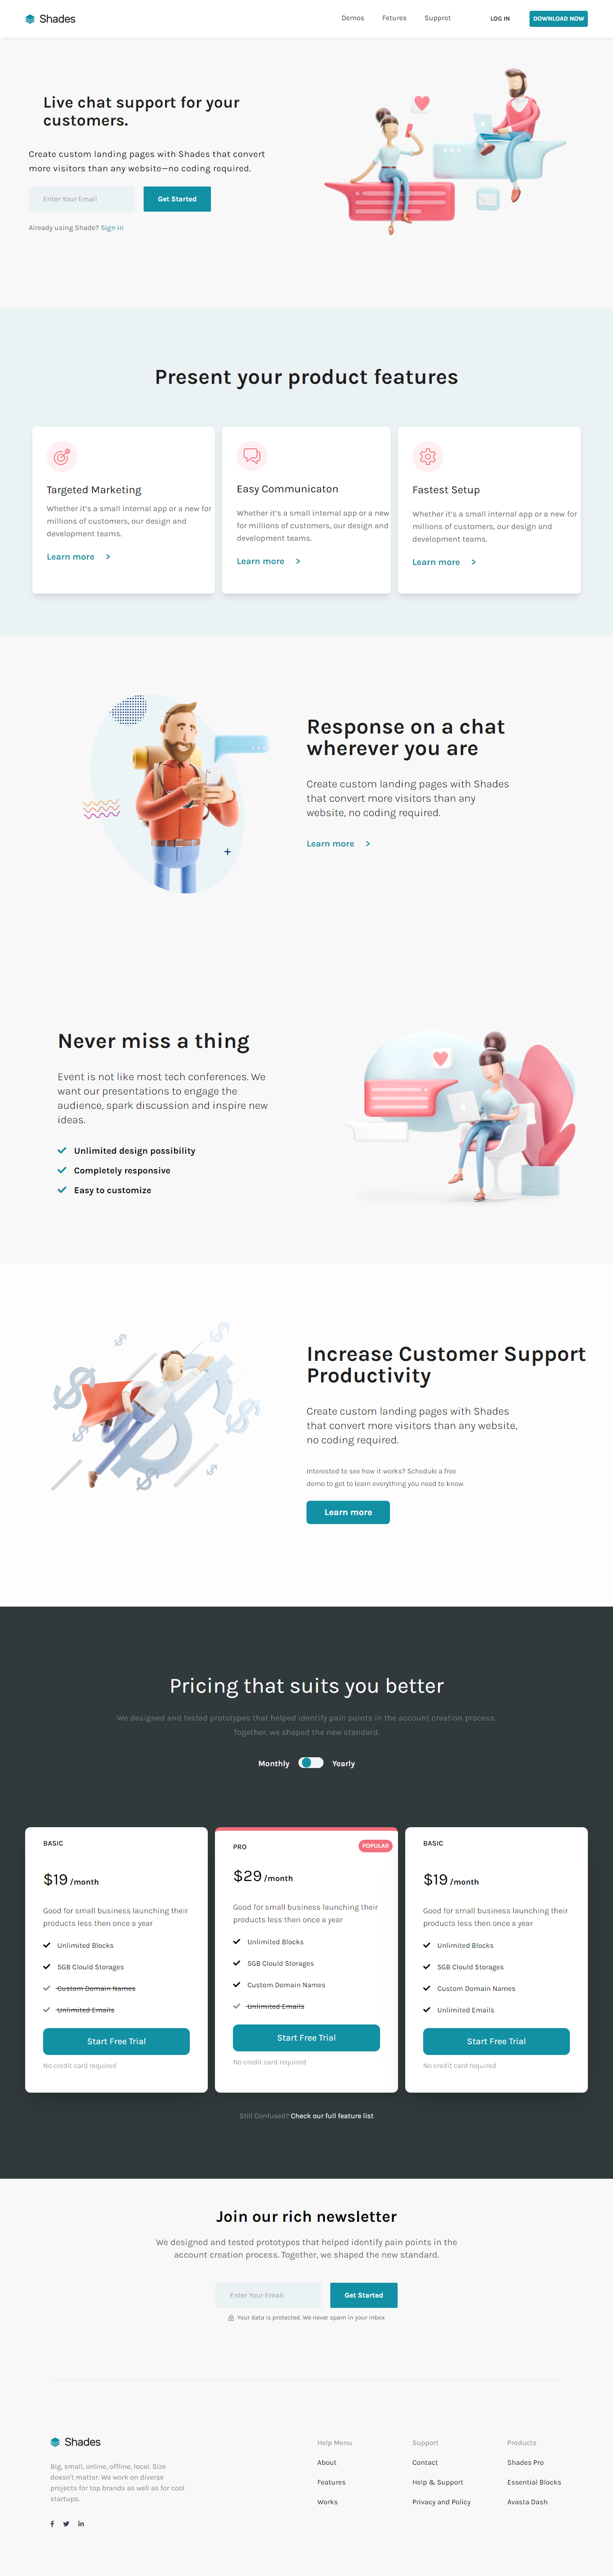 Shades
Demos
Fetures
Supprot
LOG IN
DOWNLOAD NOW
Live chat support for your
customers.
Create custom landing pages with Shades that convert
more visitors than any website—no coding required.
Enter Your Email
Get Started
Already using Shade? Sign in
Present your product features
Targeted Marketing
Whether it's a small internal app or a new for
millions of customers, our design and
development teams.
Learn more >
Easy Communicaton
Whether it's a small internal app or a new
for millions of customers, our design and
development teams.
Learn more >
Fastest Setup
Whether it's a small internal app or a new for
millions of customers, our design and
development teams.
Learn more >
Response on a chat
wherever you are
Create custom landing pages with Shades
that convert more visitors than any
website, no coding required.
Learn more >
Never miss a thing
Event is not like most tech conferences. We
want our presentations to engage the
audience, spark discussion and inspire new
ideas.
Unlimited design possibility
Completely responsive
Easy to customize
Increase Customer Support
Productivity
Create custom landing pages with Shades
that convert more visitors than any website,
no coding required.
Interested to see how it works? Schedule a free
demo to get to learn everything you need to know.
Learn more
Pricing that suits you better
We designed and tested prototypes that helped identify pain points in the account creation process.
Together, we shaped the new standard.
Monthly
Yearly
BASIC
$19 /month
Good for small business launching their
products less then once a year
Unlimited Blocks
5GB Clould Storages
Custom Domain Names
Unlimited Emails
Start Free Trial
No credit card required
PRO
POPULAR
$29 /month
Good for small business launching their
products less then once a year
Unlimited Blocks
5GB Clould Storages
Custom Domain Names
Unlimited Emails
Start Free Trial
No credit card required
BASIC
$19 /month
Good for small business launching their
products less then once a year
Unlimited Blocks
5GB Clould Storages
Custom Domain Names
Unlimited Emails
Start Free Trial
No credit card required
Still Confused? Check our full feature list
Join our rich newsletter
We designed and tested prototypes that helped identify pain points in the
account creation process. Together, we shaped the new standard.
Enter Your Email
Get Started
Your data is protected. We never spam in your inbox
Shades
Big, small, online, offline, local. Size
doesn't matter. We work on diverse
projects for top brands as well as for cool
startups.
Help Menu
About
Features
Works
Support
Contact
Help & Support
Privacy and Policy
Products
Shades Pro
Essential Blocks
Avasta Dash